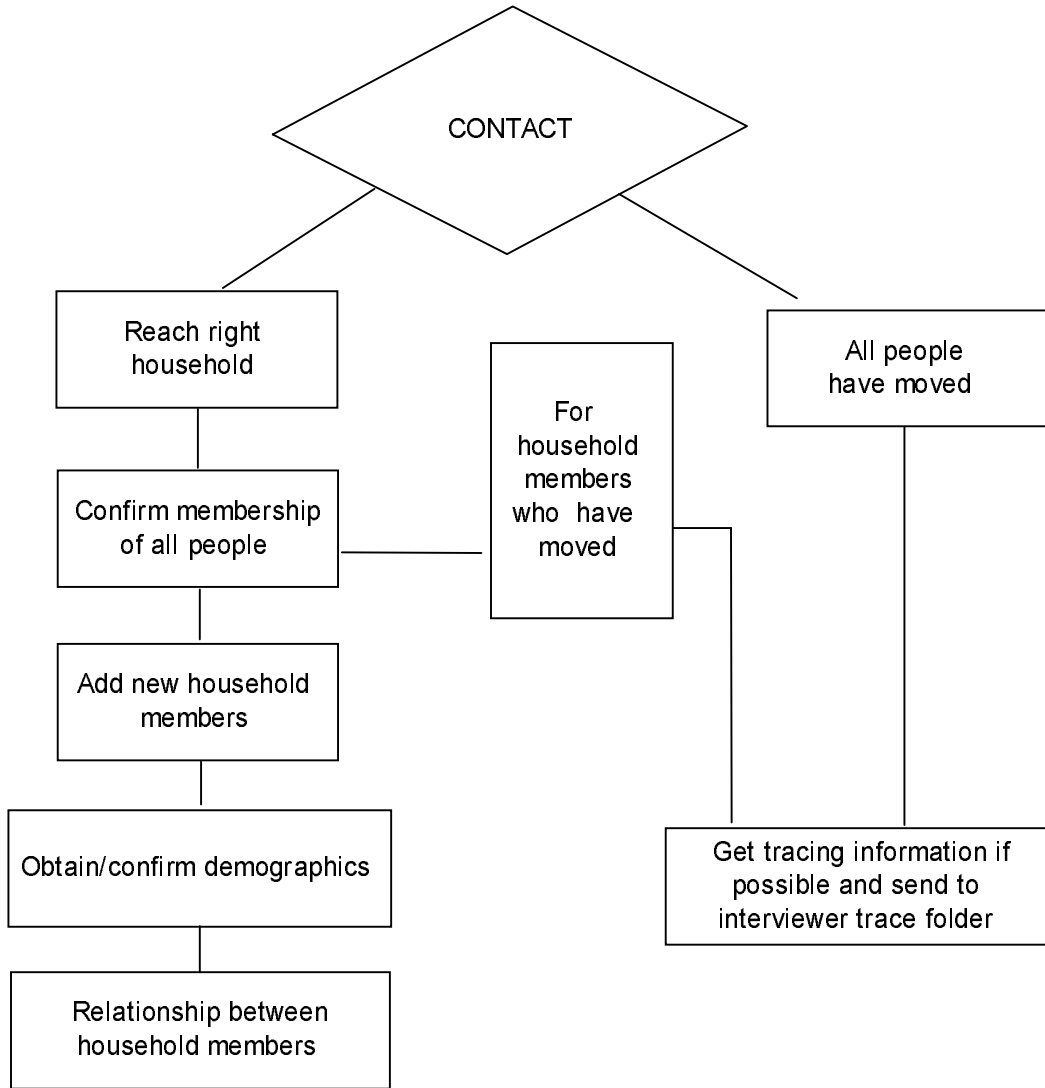 CONTACT
Reach right
household
All people
have moved
For
household
members
who have
moved
Confirm membership
of all people
Add new household
members
Obtain/confirm demographics
Get tracing information if
possible and send to
interviewer trace folder
Relationship between
household members